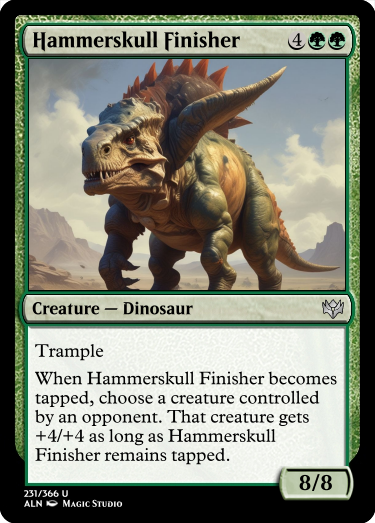 Hammerskull Finisher 4
Creature — Dinosaur
Trample
When Hammerskull Finisher becomes
tapped, choose a creature controlled
by an opponent. That creature gets
+4/+4 as long as Hammerskull
Finisher remains tapped.
8/8
231/366 U
ALN Magic Studio